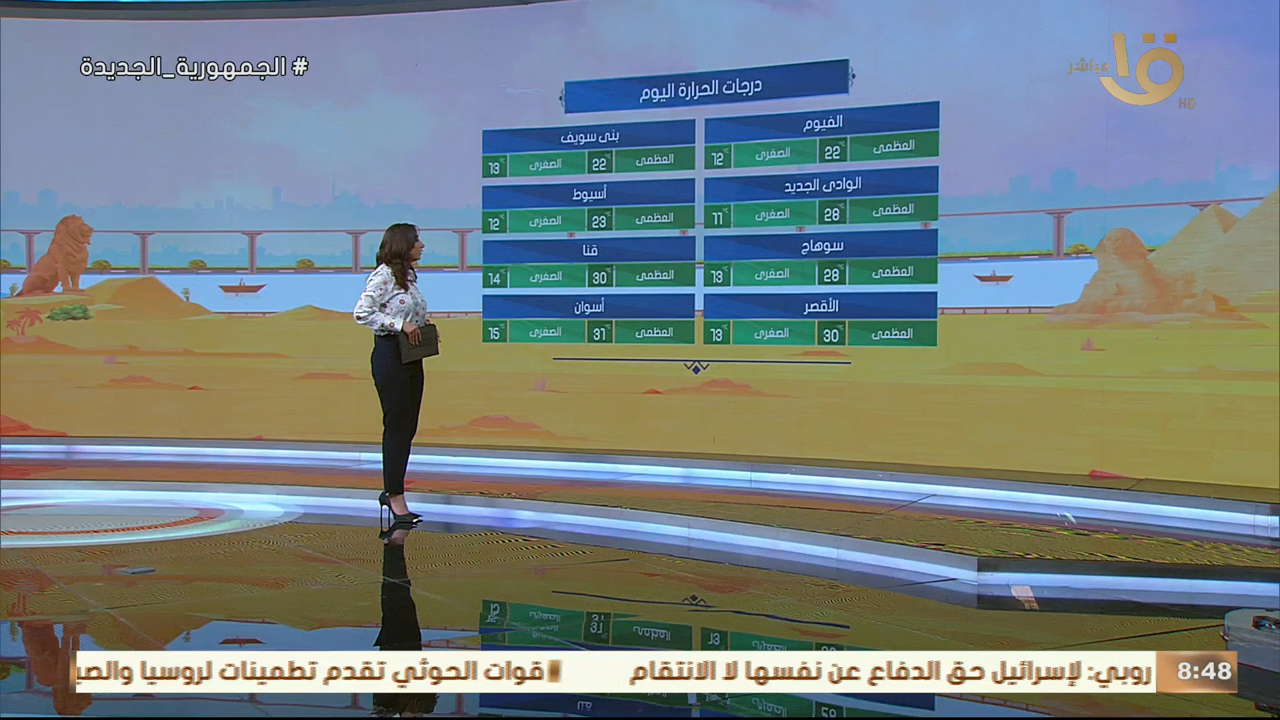 # الجمهورية_الجديدة
مباشر
HD
درجات الحرارة اليوم
الفيوم
العظمى 22 الصغرى 12
بنى سويف
العظمى 22 الصغرى 13
الوادى الجديد
العظمى 28 الصغرى 11
أسيوط
العظمى 23 الصغرى 12
سوهاج
العظمى 28 الصغرى 13
قنا
العظمى 30 الصغرى 14
الأقصر
العظمى 30 الصغرى 13
أسوان
العظمى 31 الصغرى 15
8:48 روبي: لإسرائيل حق الدفاع عن نفسها لا الانتقام قوات الحوثي تقدم تطمينات لروسيا والص